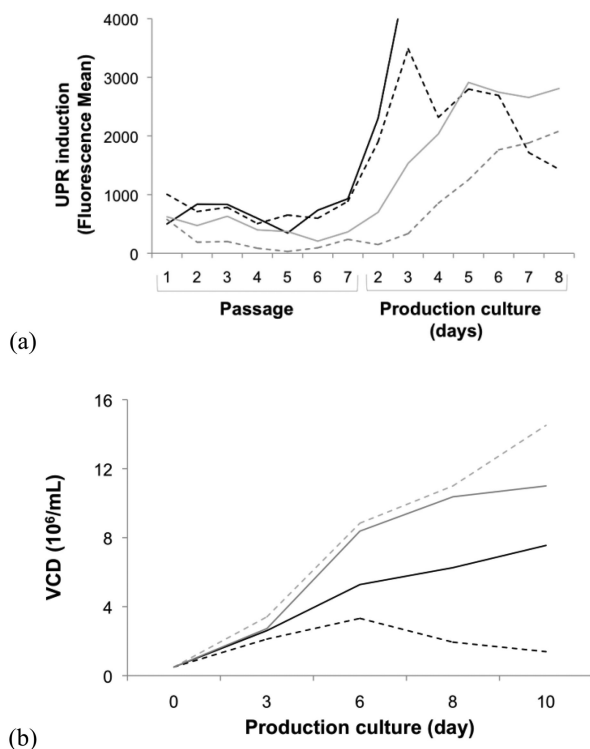 4000
3000
2000
1000
0
UPR induction
(Fluorescence Mean)
1 2 3 4 5 6 7 2 3 4 5 6 7 8
Passage Production culture
(days)
(a)
16
12
8
4
0
VCD (10⁶/mL)
0 3 6 8 10
Production culture (day)
(b)